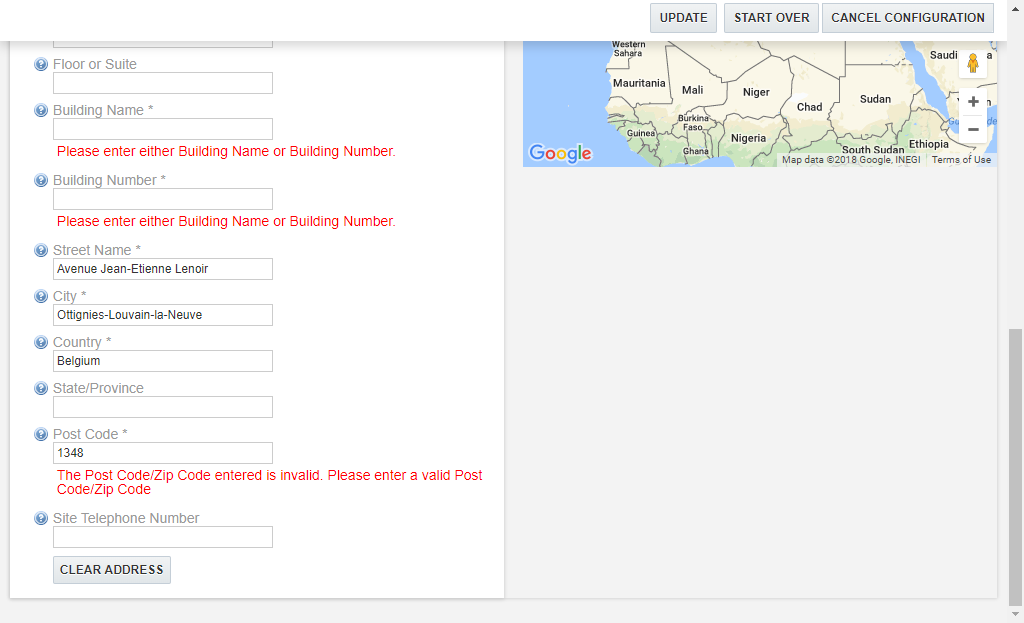 UPDATE
START OVER
CANCEL CONFIGURATION
Floor or Suite
Building Name *
Please enter either Building Name or Building Number.
Building Number *
Please enter either Building Name or Building Number.
Street Name *
Avenue Jean-Etienne Lenoir
City *
Ottignies-Louvain-la-Neuve
Country *
Belgium
State/Province
Post Code *
1348
The Post Code/Zip Code entered is invalid. Please enter a valid Post
Code/Zip Code
Site Telephone Number
CLEAR ADDRESS
Western
Sahara
Mauritania
Mali
Niger
Chad
Sudan
Burkina
Faso
Guinea
Nigeria
Ghana
South Sudan
Ethiopia
Google
Map data ©2018 Google, INEGI
Terms of Use